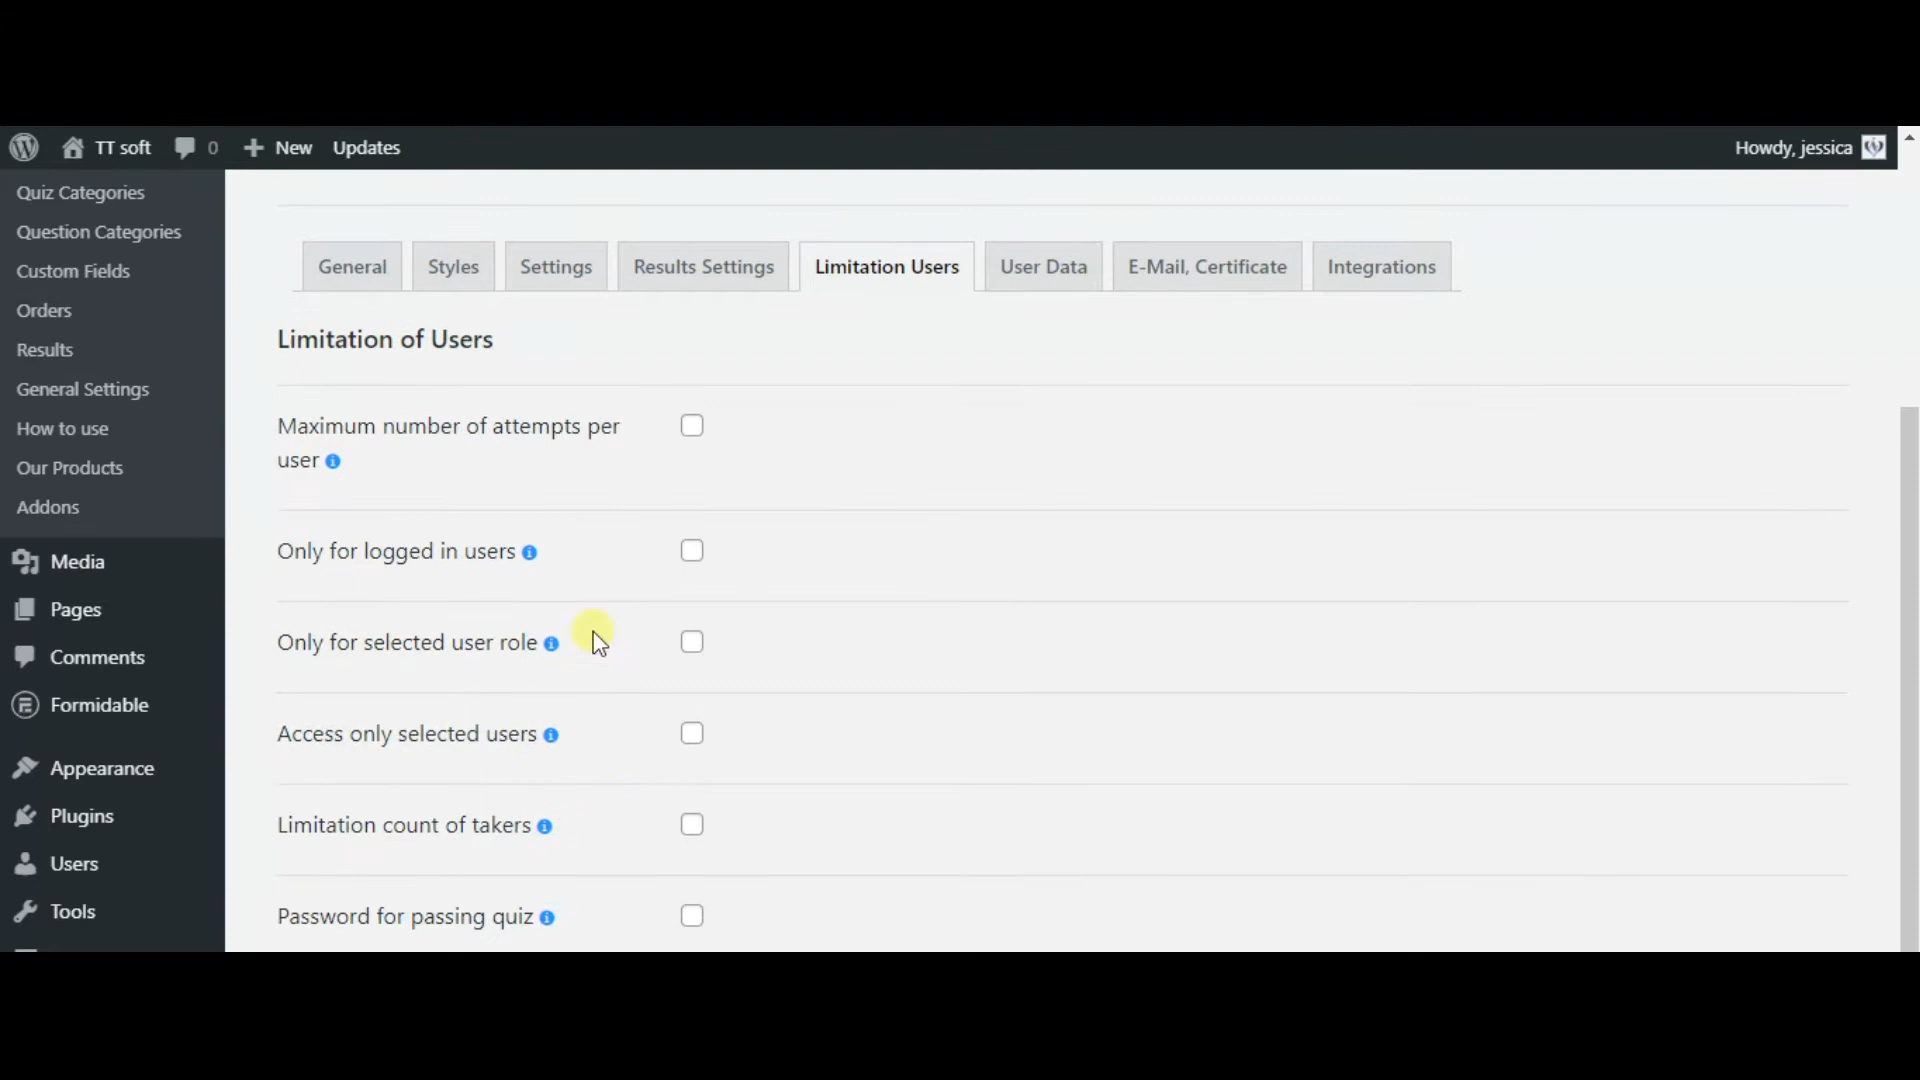 TT soft 0 New Updates Howdy, jessica
Quiz Categories
Question Categories
Custom Fields
Orders
Results
General Settings
How to use
Our Products
Addons
Media
Pages
Comments
Formidable
Appearance
Plugins
Users
Tools
General Styles Settings Results Settings Limitation Users User Data E-Mail, Certificate Integrations
Limitation of Users
Maximum number of attempts per
user
Only for logged in users
Only for selected user role
Access only selected users
Limitation count of takers
Password for passing quiz